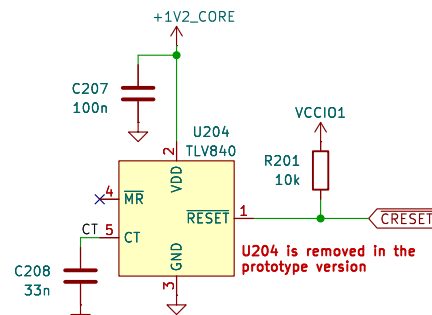 +1V2_CORE
C207
100n
VCCIO1
U204
TLV840
2
VDD
R201
10k
4
MR
RESET
1
CRESET
CT
5
CT
GND
3
U204 is removed in the
prototype version
C208
33n